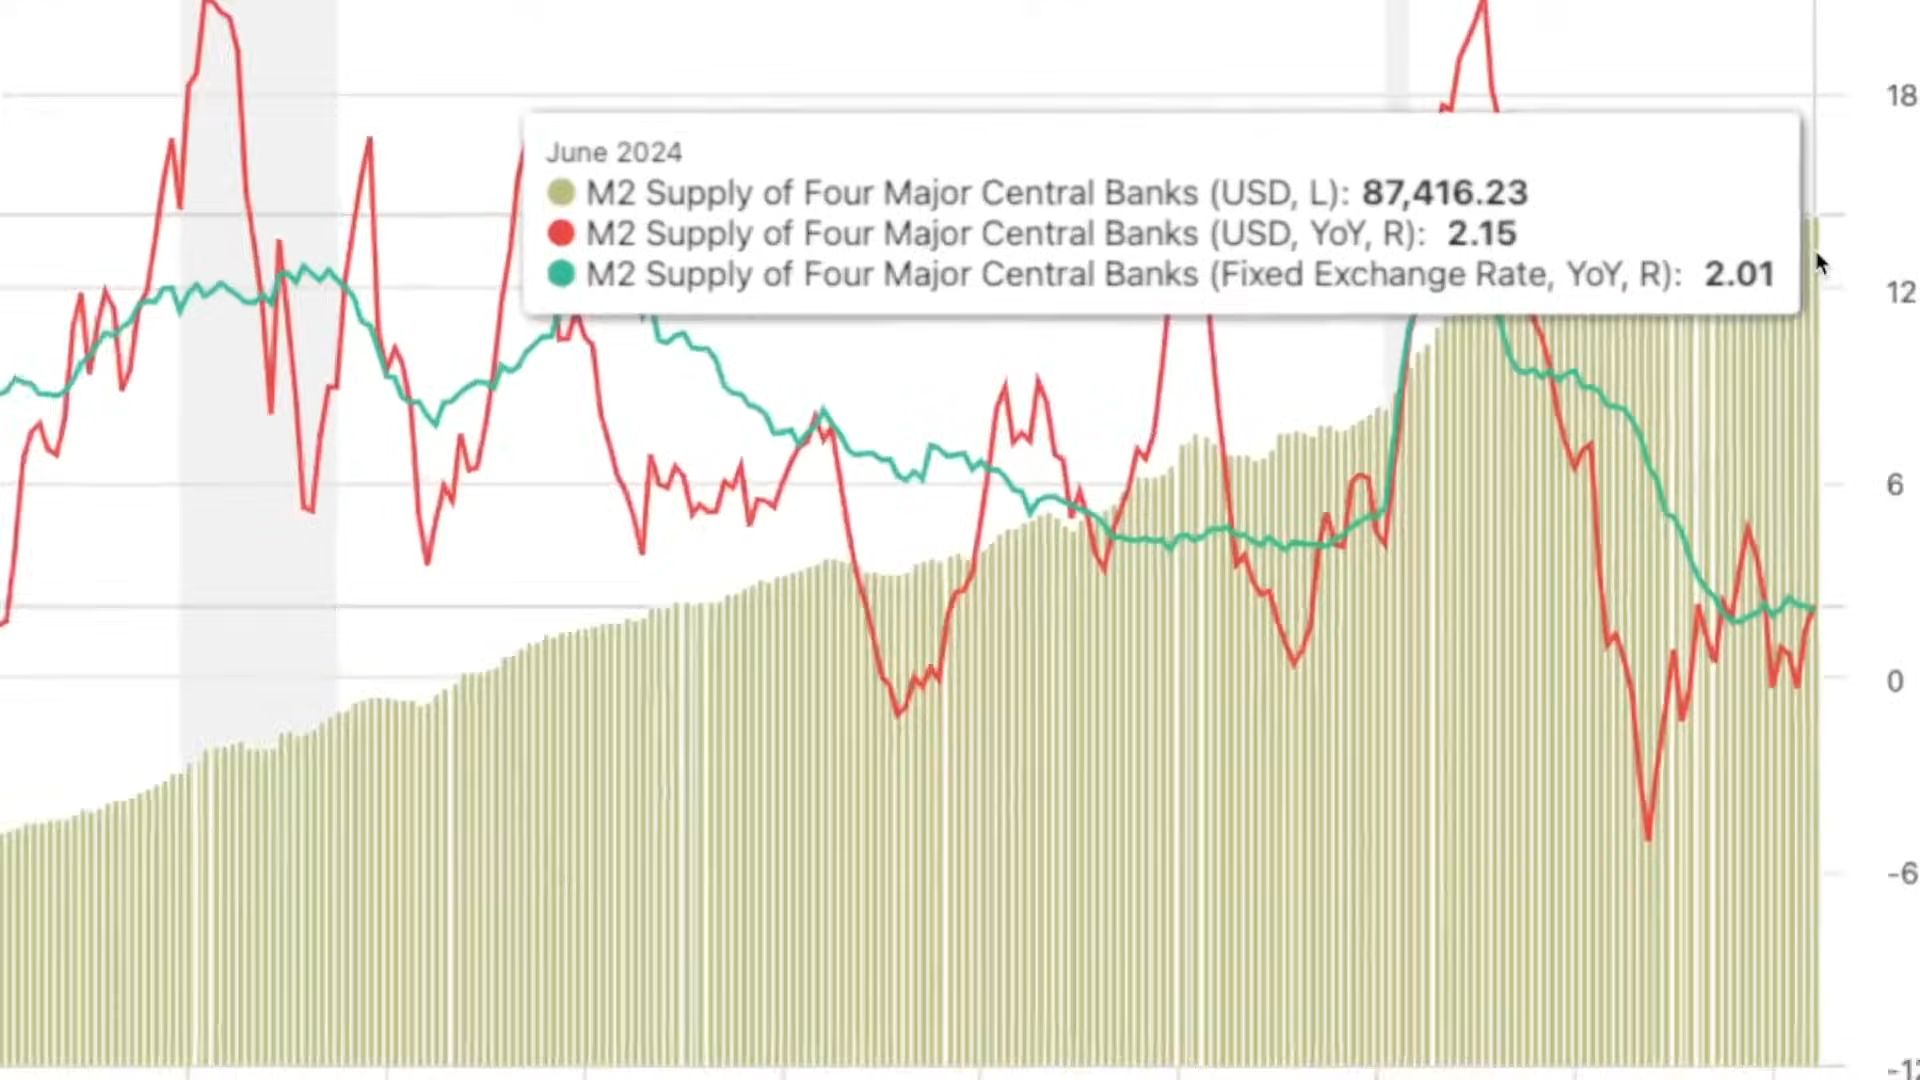 June 2024
M2 Supply of Four Major Central Banks (USD, L): 87,416.23
M2 Supply of Four Major Central Banks (USD, YoY, R): 2.15
M2 Supply of Four Major Central Banks (Fixed Exchange Rate, YoY, R): 2.01
18
12
6
0
-6